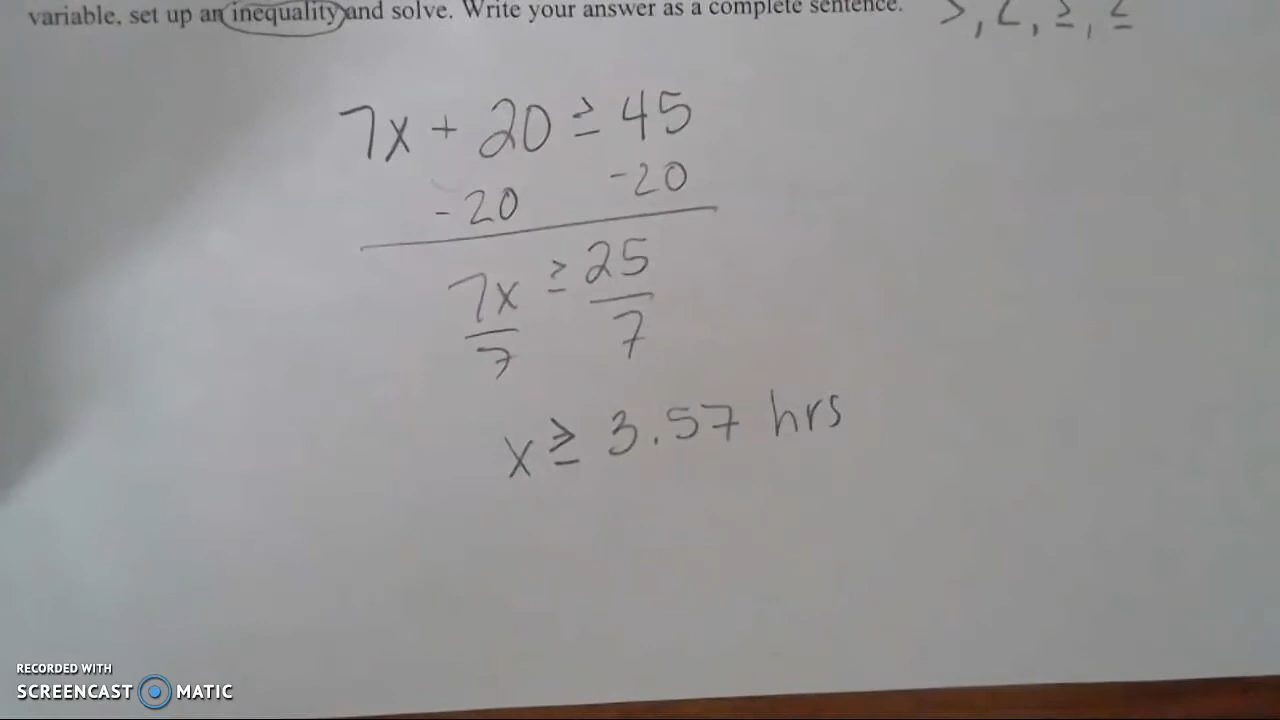 variable, set up an inequality and solve. Write your answer as a complete sentence. >, <, ≥, ≤
7x + 20 ≥ 45
- 20 -20
7x ≥ 25
7 7
x ≥ 3.57 hrs
RECORDED WITH
SCREENCAST MATIC